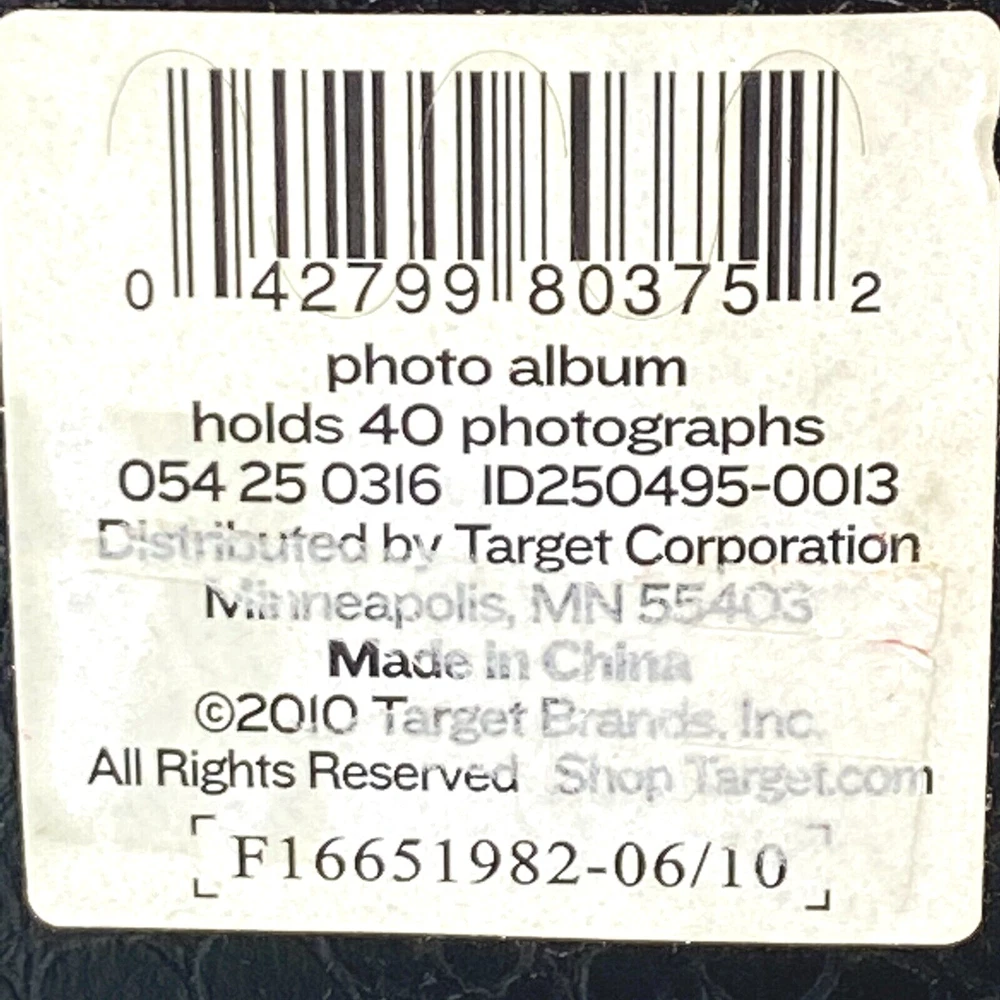 0 42799 80375 2
photo album
holds 40 photographs
054 25 0316 ID250495-0013
Distributed by Target Corporation
Minneapolis, MN 55403
Made in China
©2010 Target Brands, Inc.
All Rights Reserved Shop Target.com
F16651982-06/10